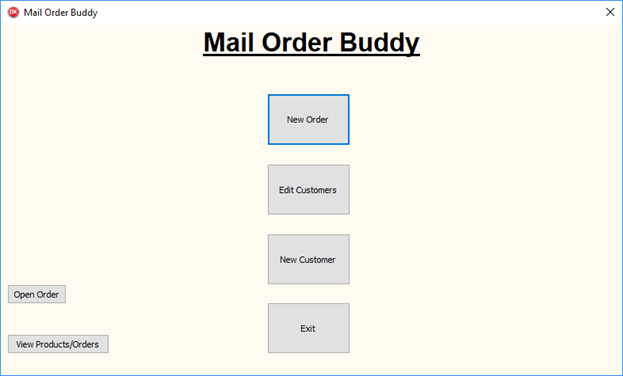 Mail Order Buddy
Mail Order Buddy
New Order
Edit Customers
New Customer
Open Order
Exit
View Products/Orders